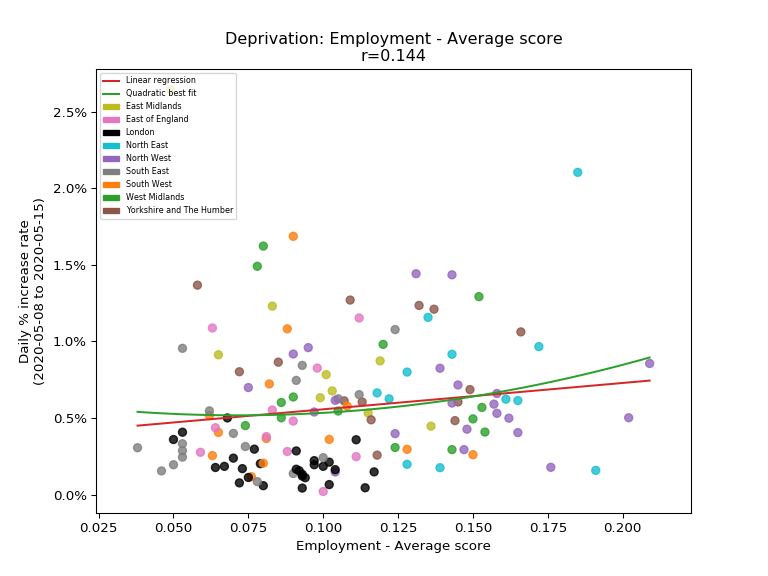 Deprivation: Employment - Average score
r=0.144
Daily % increase rate
(2020-05-08 to 2020-05-15)
2.5%
2.0%
1.5%
1.0%
0.5%
0.0%
Linear regression
Quadratic best fit
East Midlands
East of England
London
North East
North West
South East
South West
West Midlands
Yorkshire and The Humber
0.025 0.050 0.075 0.100 0.125 0.150 0.175 0.200
Employment - Average score